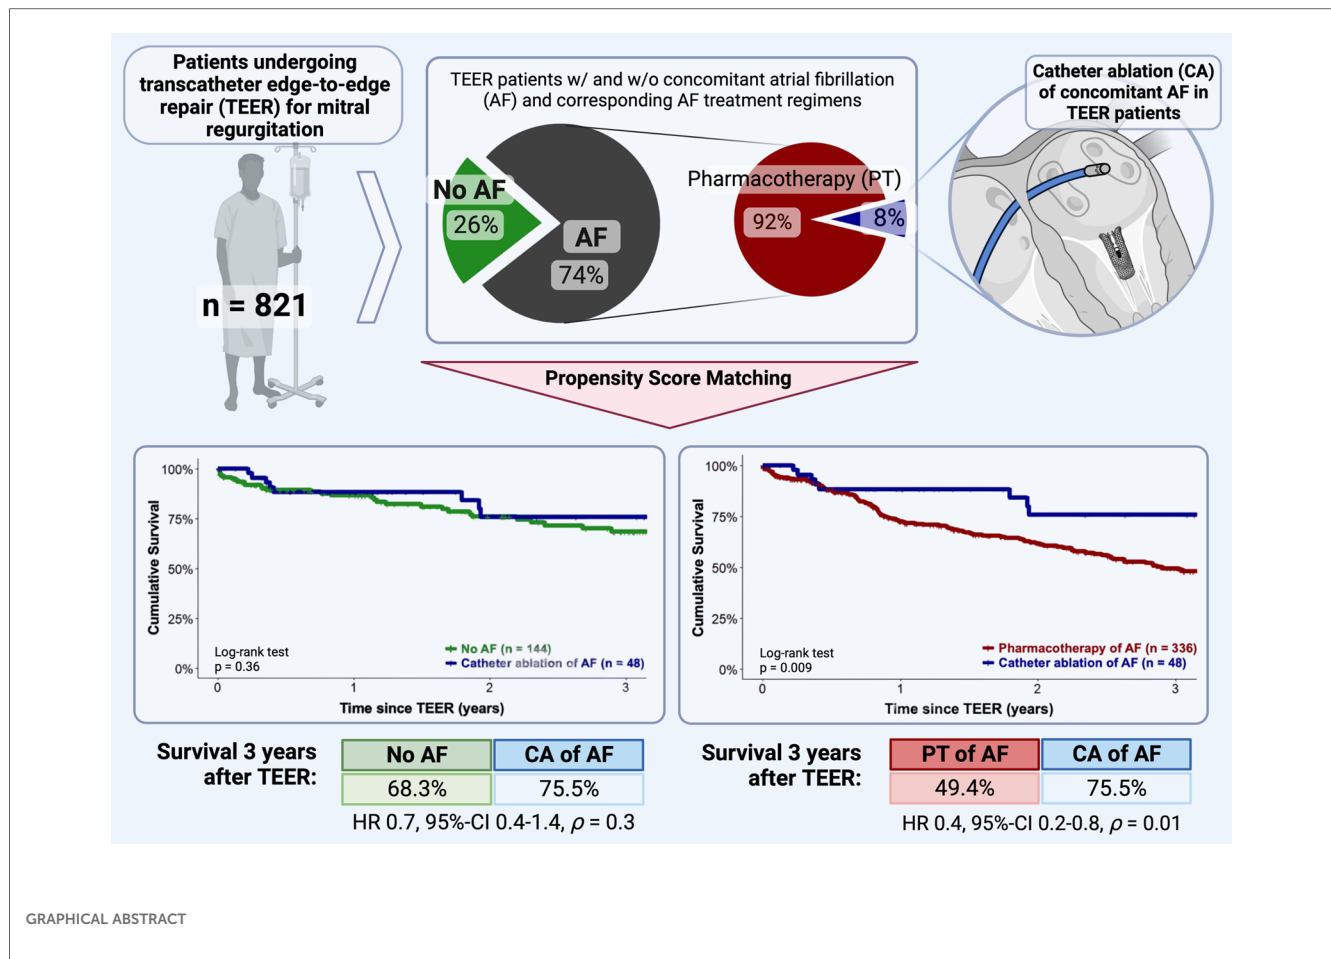 Patients undergoing
transcatheter edge-to-edge
repair (TEER) for mitral
regurgitation
n = 821
TEER patients w/ and w/o concomitant atrial fibrillation
(AF) and corresponding AF treatment regimens
No AF
26%
AF
74%
Pharmacotherapy (PT)
92%
8%
Catheter ablation (CA)
of concomitant AF in
TEER patients
Propensity Score Matching
Cumulative Survival
100%
75%
50%
25%
0%
Log-rank test
p = 0.36
No AF (n = 144)
Catheter ablation of AF (n = 48)
0
1
2
3
Time since TEER (years)
Cumulative Survival
100%
75%
50%
25%
0%
Log-rank test
p = 0.009
Pharmacotherapy of AF (n = 336)
Catheter ablation of AF (n = 48)
0
1
2
3
Time since TEER (years)
Survival 3 years
after TEER:
No AF
CA of AF
68.3%
75.5%
HR 0.7, 95%-CI 0.4-1.4, ρ = 0.3
Survival 3 years
after TEER:
PT of AF
CA of AF
49.4%
75.5%
HR 0.4, 95%-CI 0.2-0.8, ρ = 0.01
GRAPHICAL ABSTRACT